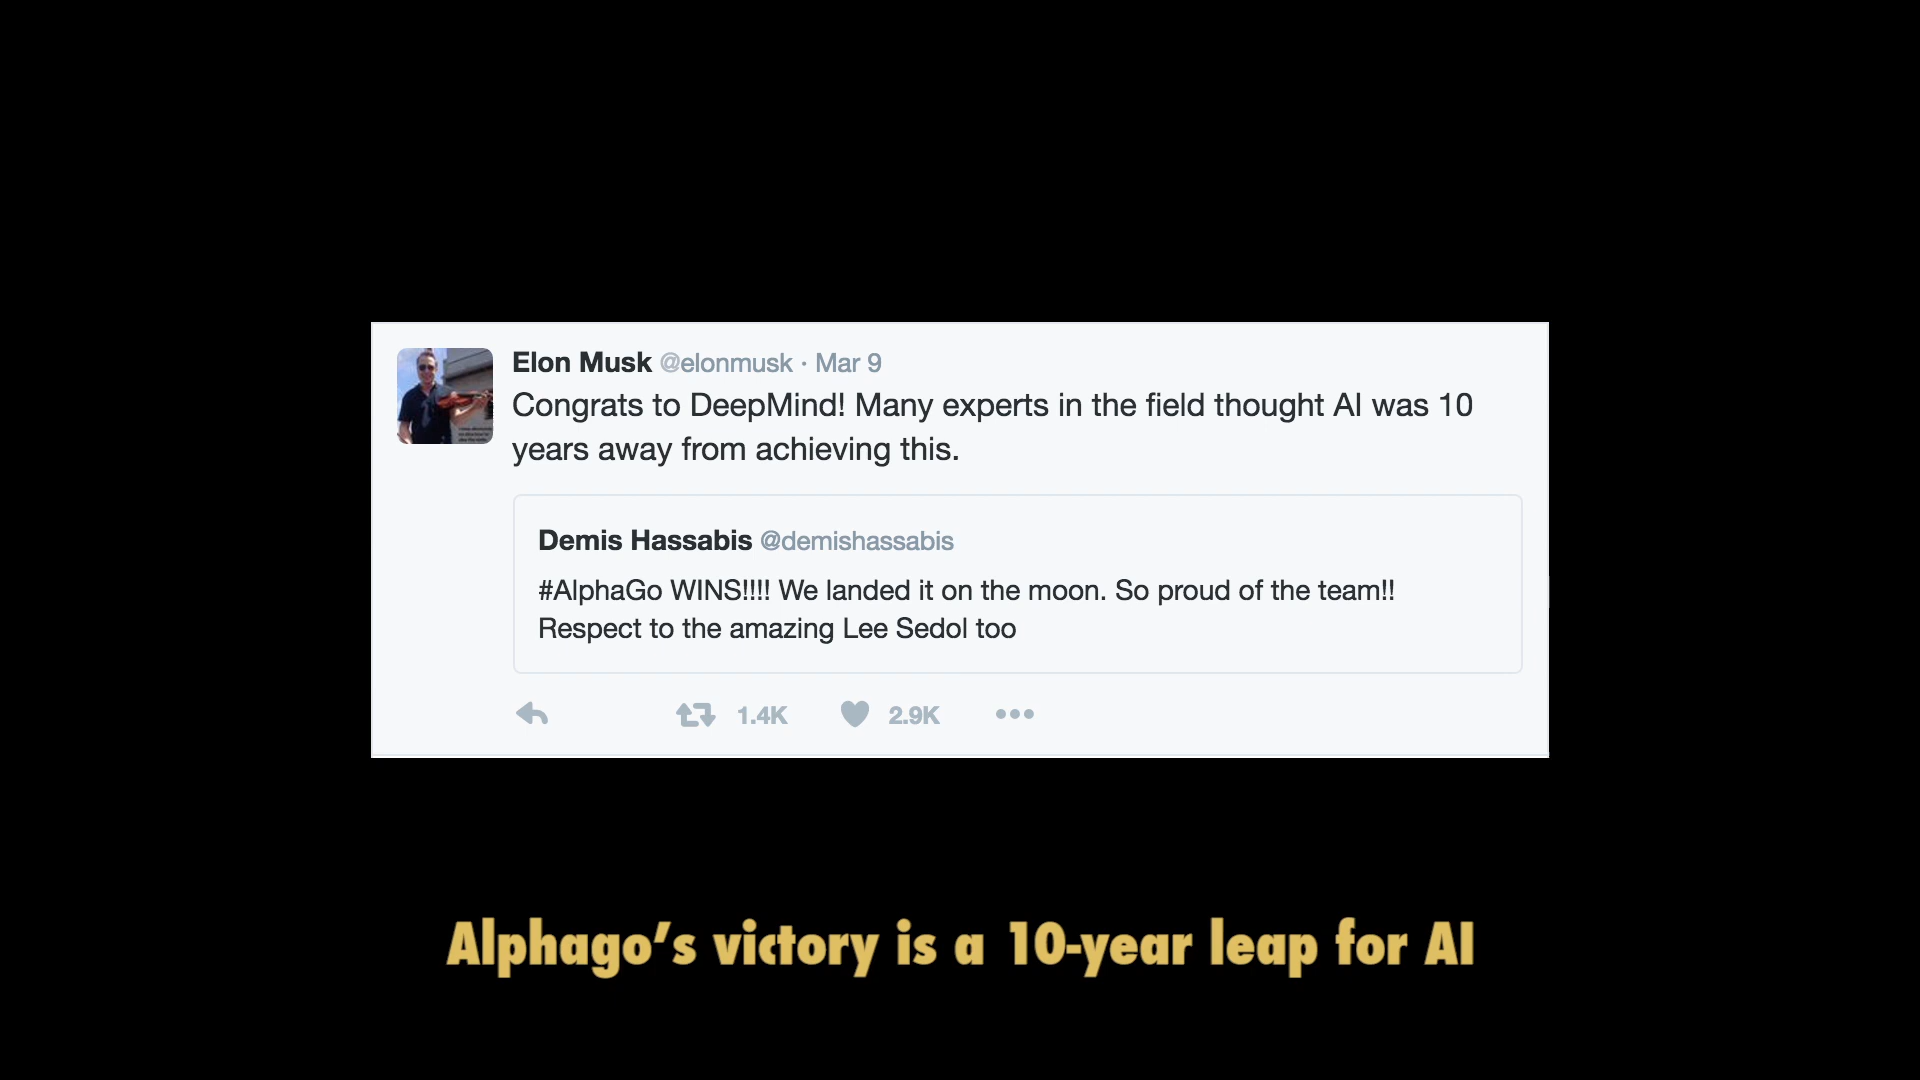 Elon Musk @elonmusk · Mar 9
Congrats to DeepMind! Many experts in the field thought AI was 10
years away from achieving this.
Demis Hassabis @demishassabis
#AlphaGo WINS!!!! We landed it on the moon. So proud of the team!!
Respect to the amazing Lee Sedol too
1.4K 2.9K
Alphago’s victory is a 10-year leap for AI